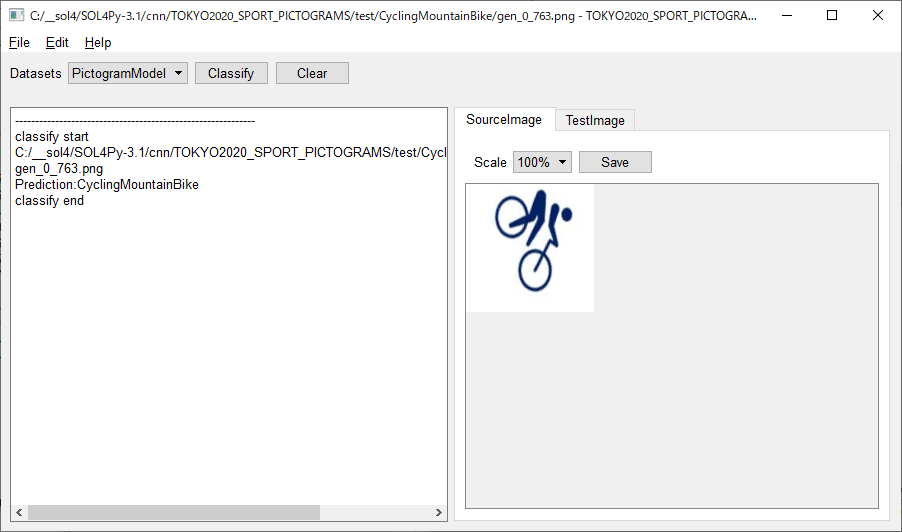 C:/__sol4/SOL4Py-3.1/cnn/TOKYO2020_SPORT_PICTOGRAMS/test/CyclingMountainBike/gen_0_763.png - TOKYO2020_SPORT_PICTOGRA...
File Edit Help
Datasets PictogramModel Classify Clear
------------------------------------------------------------
classify start
C:/__sol4/SOL4Py-3.1/cnn/TOKYO2020_SPORT_PICTOGRAMS/test/Cycl
gen_0_763.png
Prediction:CyclingMountainBike
classify end
SourceImage TestImage
Scale 100% Save